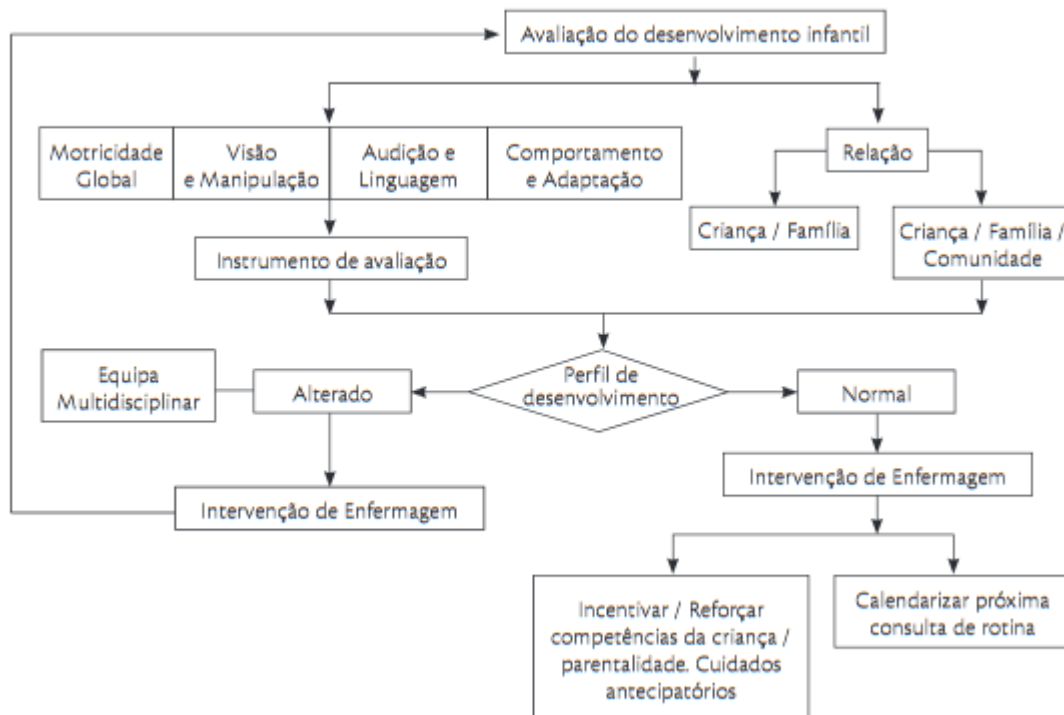 Avaliação do desenvolvimento infantil
Motricidade
Global
Visão
e Manipulação
Audição e
Linguagem
Comportamento
e Adaptação
Relação
Criança / Família
Criança / Família /
Comunidade
Instrumento de avaliação
Equipa
Multidisciplinar
Alterado
Perfil de
desenvolvimento
Normal
Intervenção de Enfermagem
Intervenção de Enfermagem
Incentivar / Reforçar
competências da criança /
parentalidade. Cuidados
antecipatórios
Calendarizar próxima
consulta de rotina